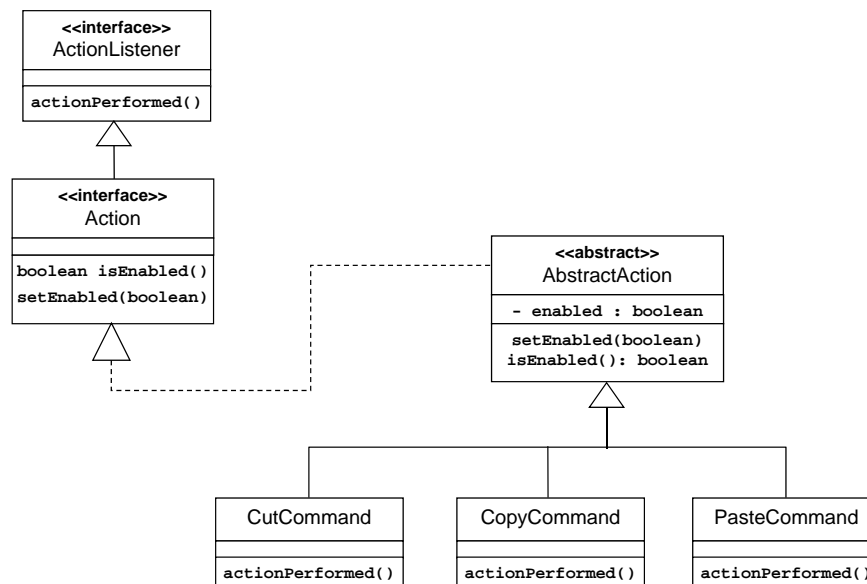 <<interface>>
ActionListener
actionPerformed()
<<interface>>
Action
boolean isEnabled()
setEnabled(boolean)
<<abstract>>
AbstractAction
- enabled : boolean
setEnabled(boolean)
isEnabled(): boolean
CutCommand
actionPerformed()
CopyCommand
actionPerformed()
PasteCommand
actionPerformed()